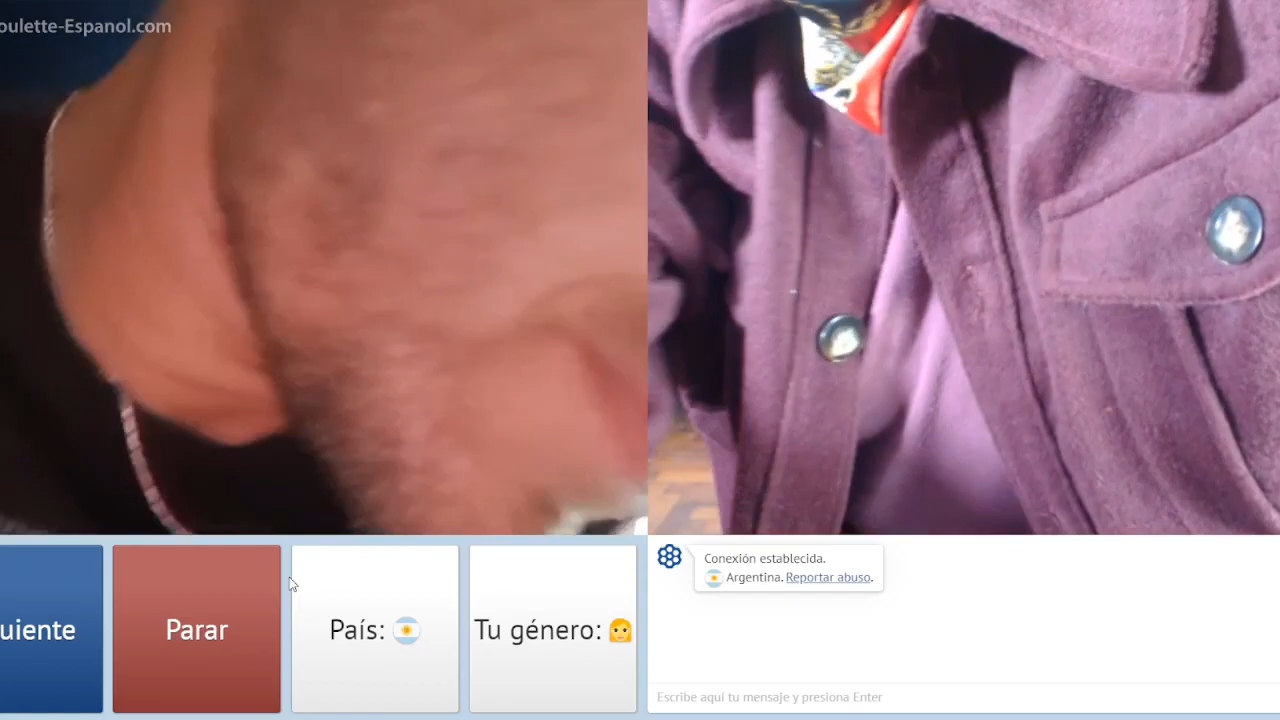 oulette-Espanol.com
uiente
Parar
País:
Tu género:
Conexión establecida.
Argentina. Reportar abuso.
Escribe aquí tu mensaje y presiona Enter